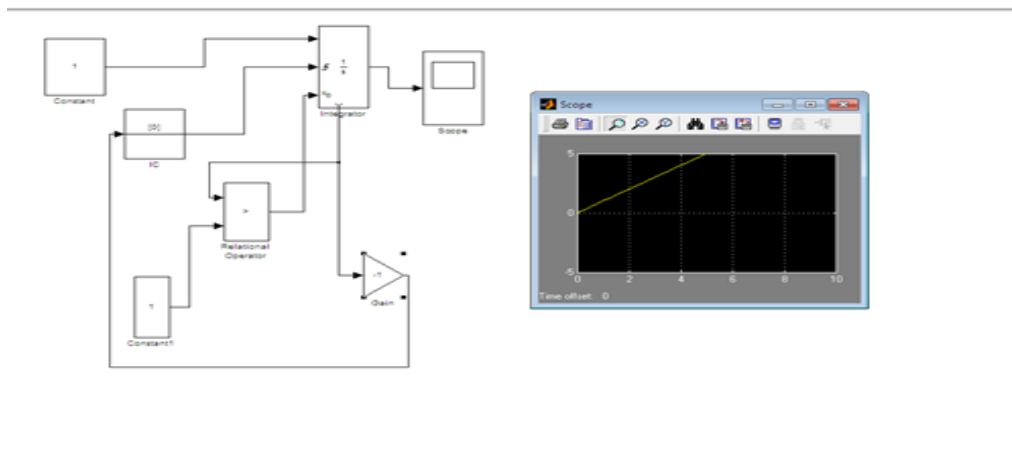 1
Constant
[0]
IC
1
s
xo
Integrator
Scope
>
Relational
Operator
1
Constant1
-1
Gain
Scope
5
0
-5
0
2
4
6
8
10
Time offset: 0